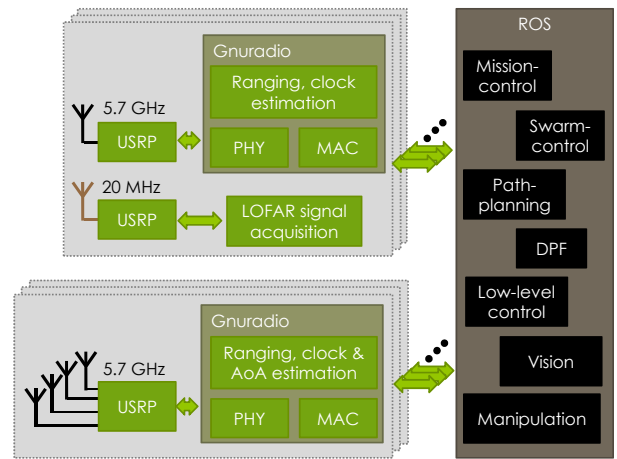 Gnuradio
Ranging, clock
estimation
5.7 GHz
USRP
PHY
MAC
20 MHz
USRP
LOFAR signal
acquisition
Gnuradio
Ranging, clock &
AoA estimation
5.7 GHz
USRP
PHY
MAC
ROS
Mission-
control
Swarm-
control
Path-
planning
DPF
Low-level
control
Vision
Manipulation